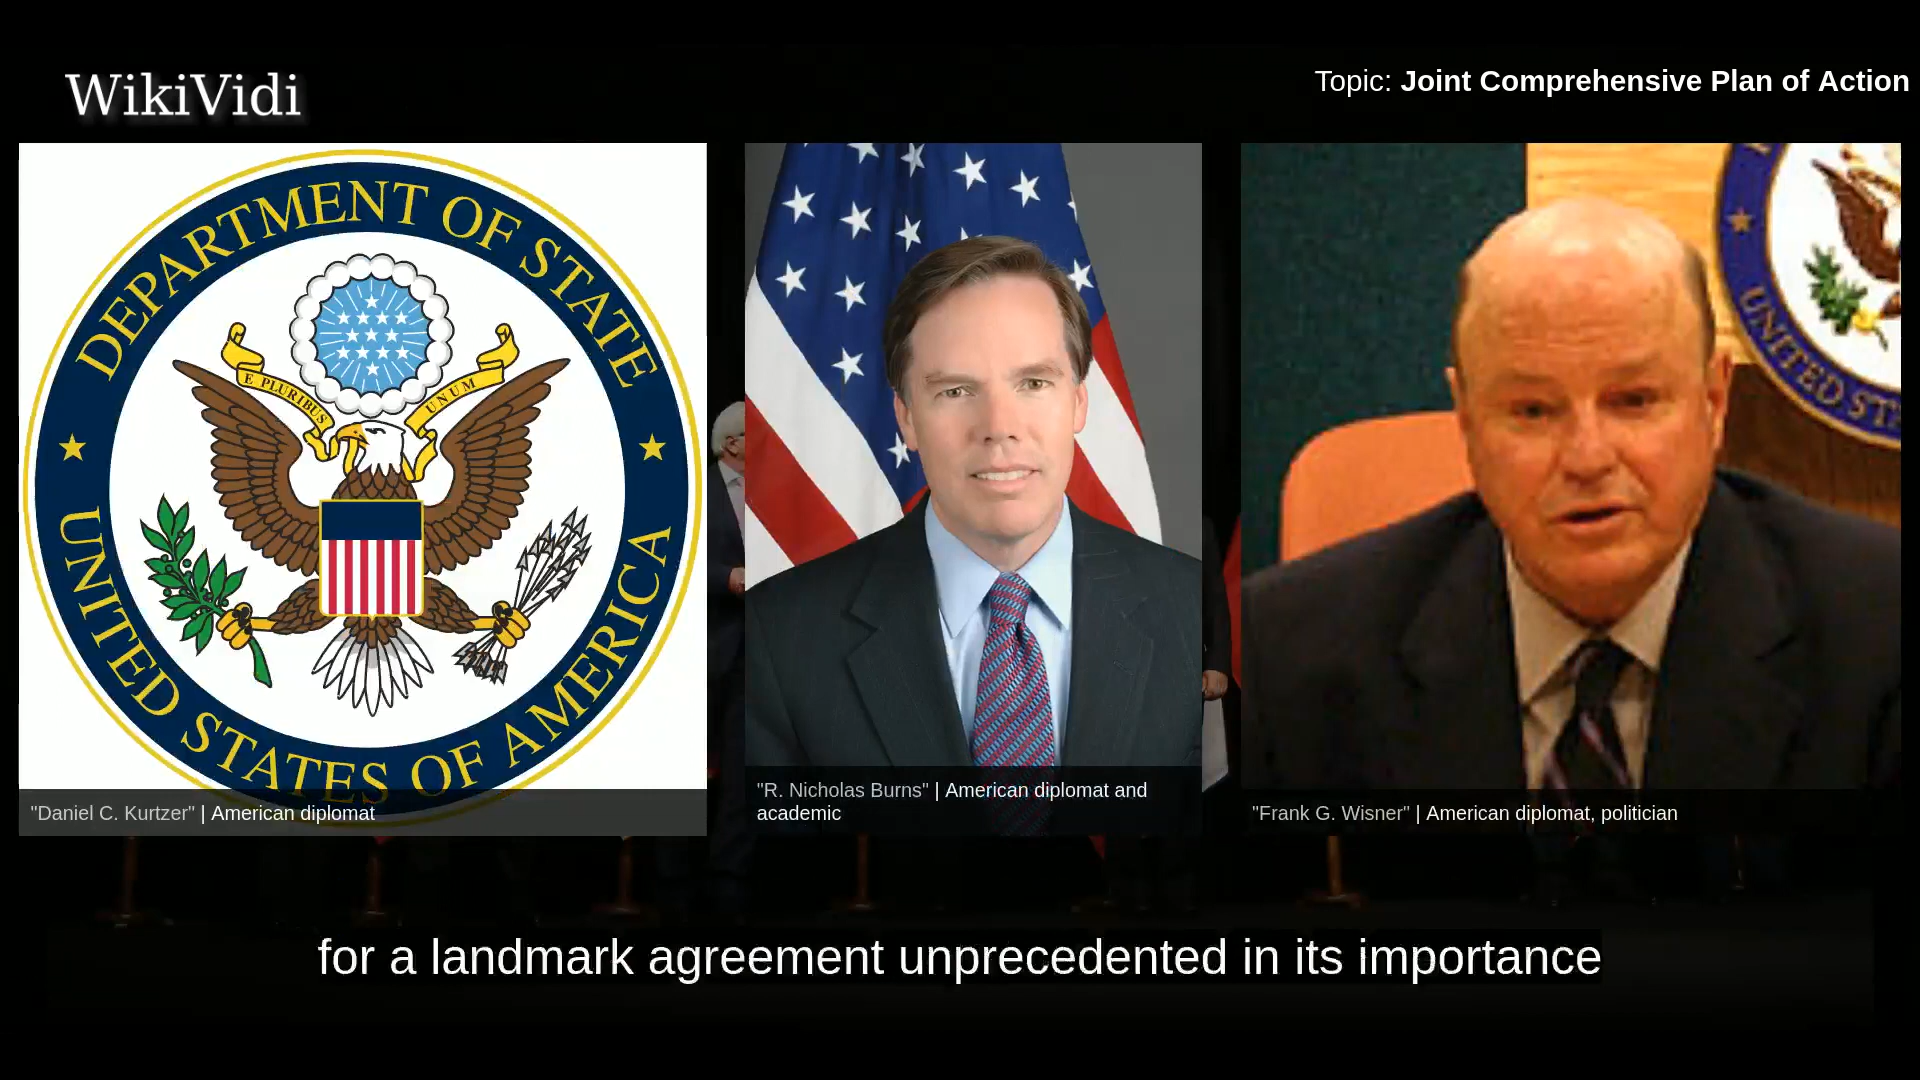 WikiVidi
Topic: Joint Comprehensive Plan of Action
DEPARTMENT OF STATE
E PLURIBUS
UNUM
UNITED STATES OF AMERICA
"Daniel C. Kurtzer" | American diplomat
"R. Nicholas Burns" | American diplomat and
academic
UNITED ST
"Frank G. Wisner" | American diplomat, politician
for a landmark agreement unprecedented in its importance